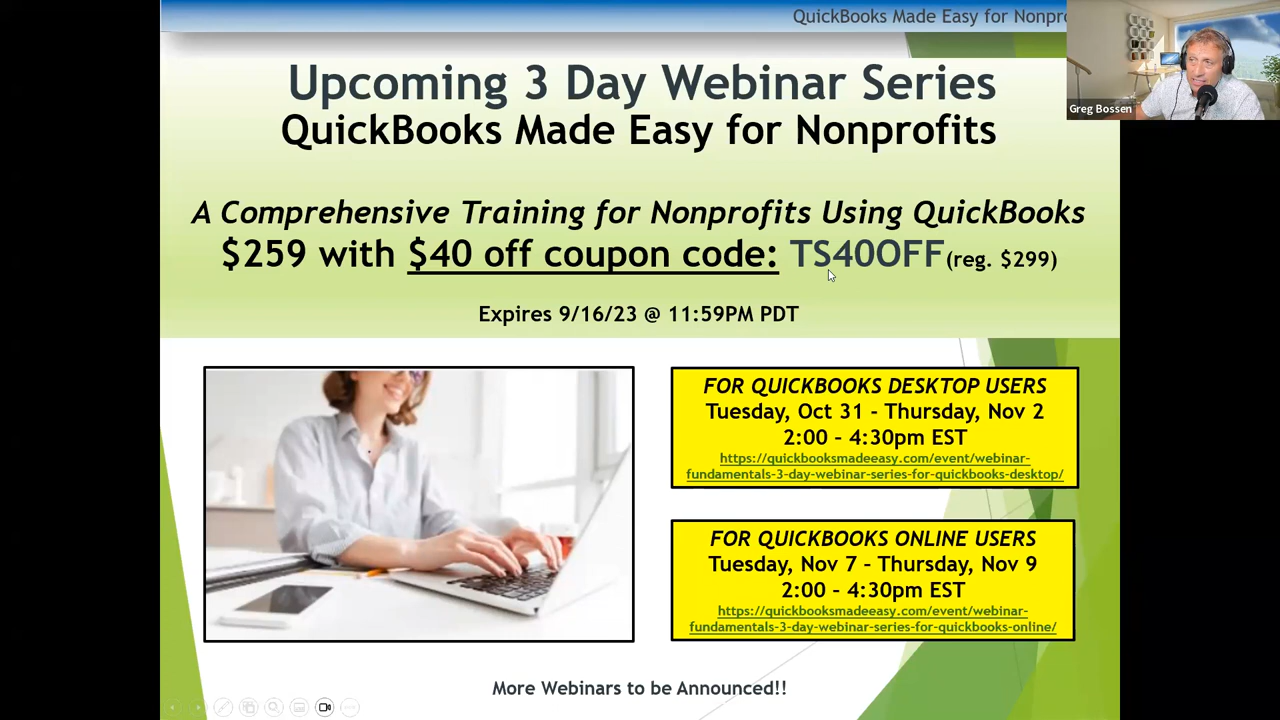 QuickBooks Made Easy for Nonpr
Greg Bossen
Upcoming 3 Day Webinar Series
QuickBooks Made Easy for Nonprofits
A Comprehensive Training for Nonprofits Using QuickBooks
$259 with $40 off coupon code: TS40OFF (reg. $299)
Expires 9/16/23 @ 11:59PM PDT
FOR QUICKBOOKS DESKTOP USERS
Tuesday, Oct 31 - Thursday, Nov 2
2:00 – 4:30pm EST
https://quickbooksmadeeasy.com/event/webinar-
fundamentals-3-day-webinar-series-for-quickbooks-desktop/
FOR QUICKBOOKS ONLINE USERS
Tuesday, Nov 7 – Thursday, Nov 9
2:00 – 4:30pm EST
https://quickbooksmadeeasy.com/event/webinar-
fundamentals-3-day-webinar-series-for-quickbooks-online/
More Webinars to be Announced!!